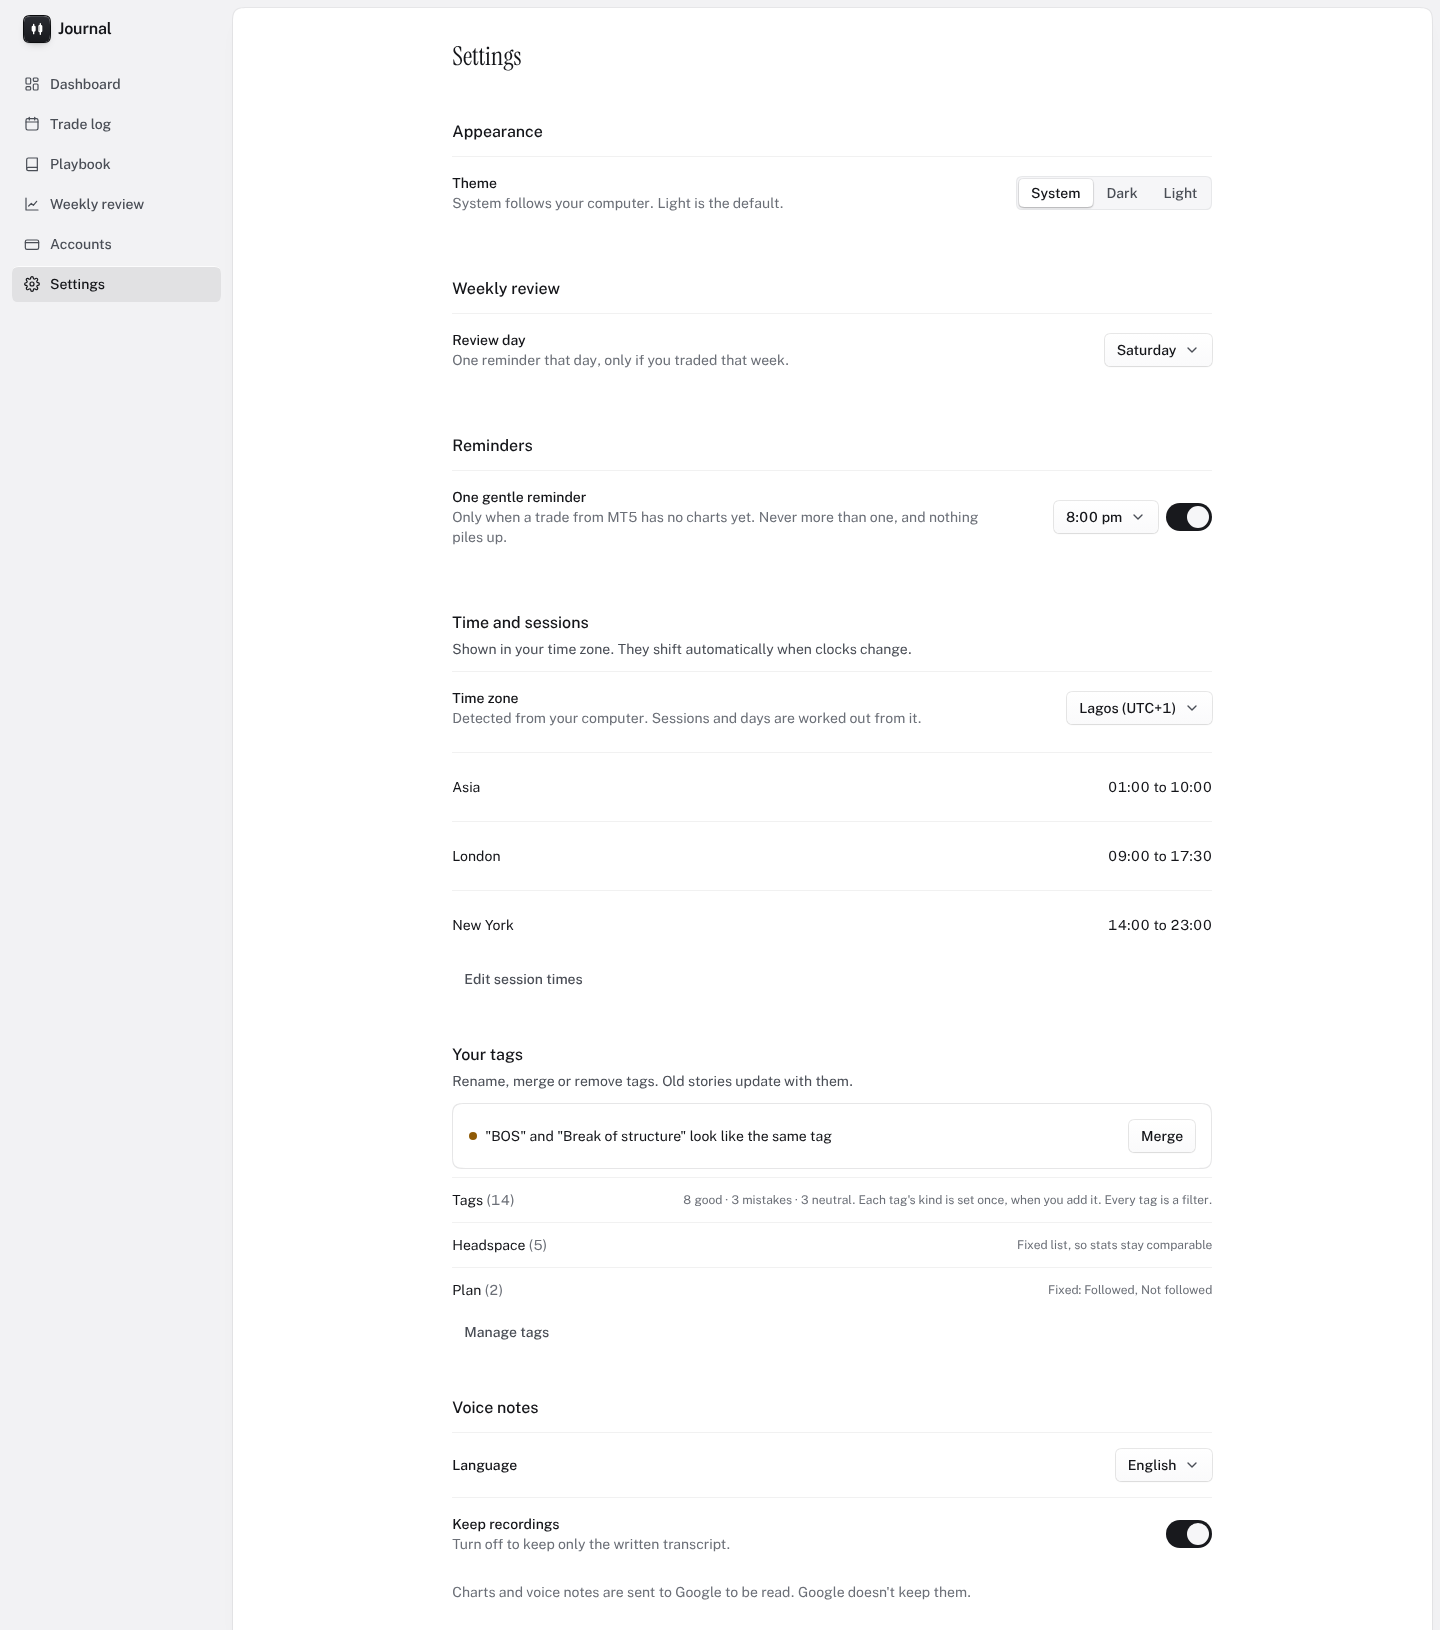 Journal
Dashboard
Trade log
Playbook
Weekly review
Accounts
Settings
Settings
Appearance
Theme
System follows your computer. Light is the default.
System Dark Light
Weekly review
Review day
One reminder that day, only if you traded that week.
Saturday
Reminders
One gentle reminder
Only when a trade from MT5 has no charts yet. Never more than one, and nothing
piles up.
8:00 pm
Time and sessions
Shown in your time zone. They shift automatically when clocks change.
Time zone
Detected from your computer. Sessions and days are worked out from it.
Lagos (UTC+1)
Asia 01:00 to 10:00
London 09:00 to 17:30
New York 14:00 to 23:00
Edit session times
Your tags
Rename, merge or remove tags. Old stories update with them.
"BOS" and "Break of structure" look like the same tag Merge
Tags (14) 8 good · 3 mistakes · 3 neutral. Each tag's kind is set once, when you add it. Every tag is a filter.
Headspace (5) Fixed list, so stats stay comparable
Plan (2) Fixed: Followed, Not followed
Manage tags
Voice notes
Language English
Keep recordings
Turn off to keep only the written transcript.
Charts and voice notes are sent to Google to be read. Google doesn't keep them.